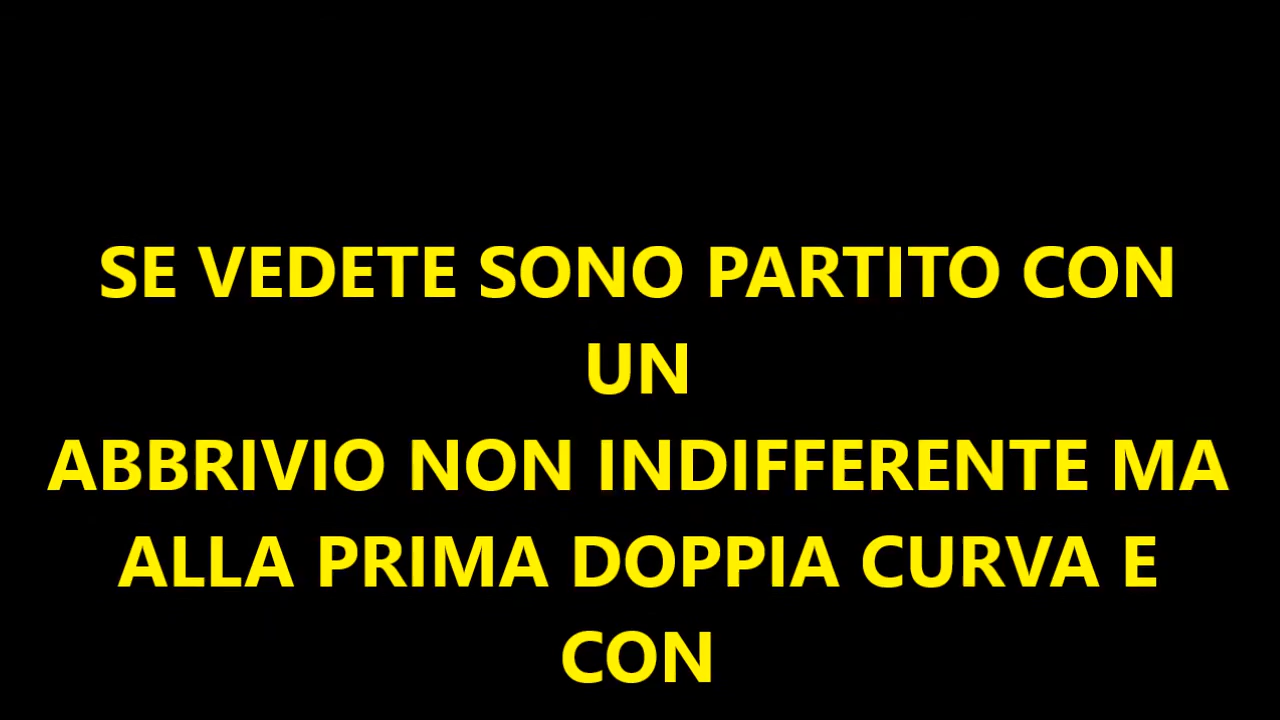 SE VEDETE SONO PARTITO CON
UN
ABBRIVIO NON INDIFFERENTE MA
ALLA PRIMA DOPPIA CURVA E
CON